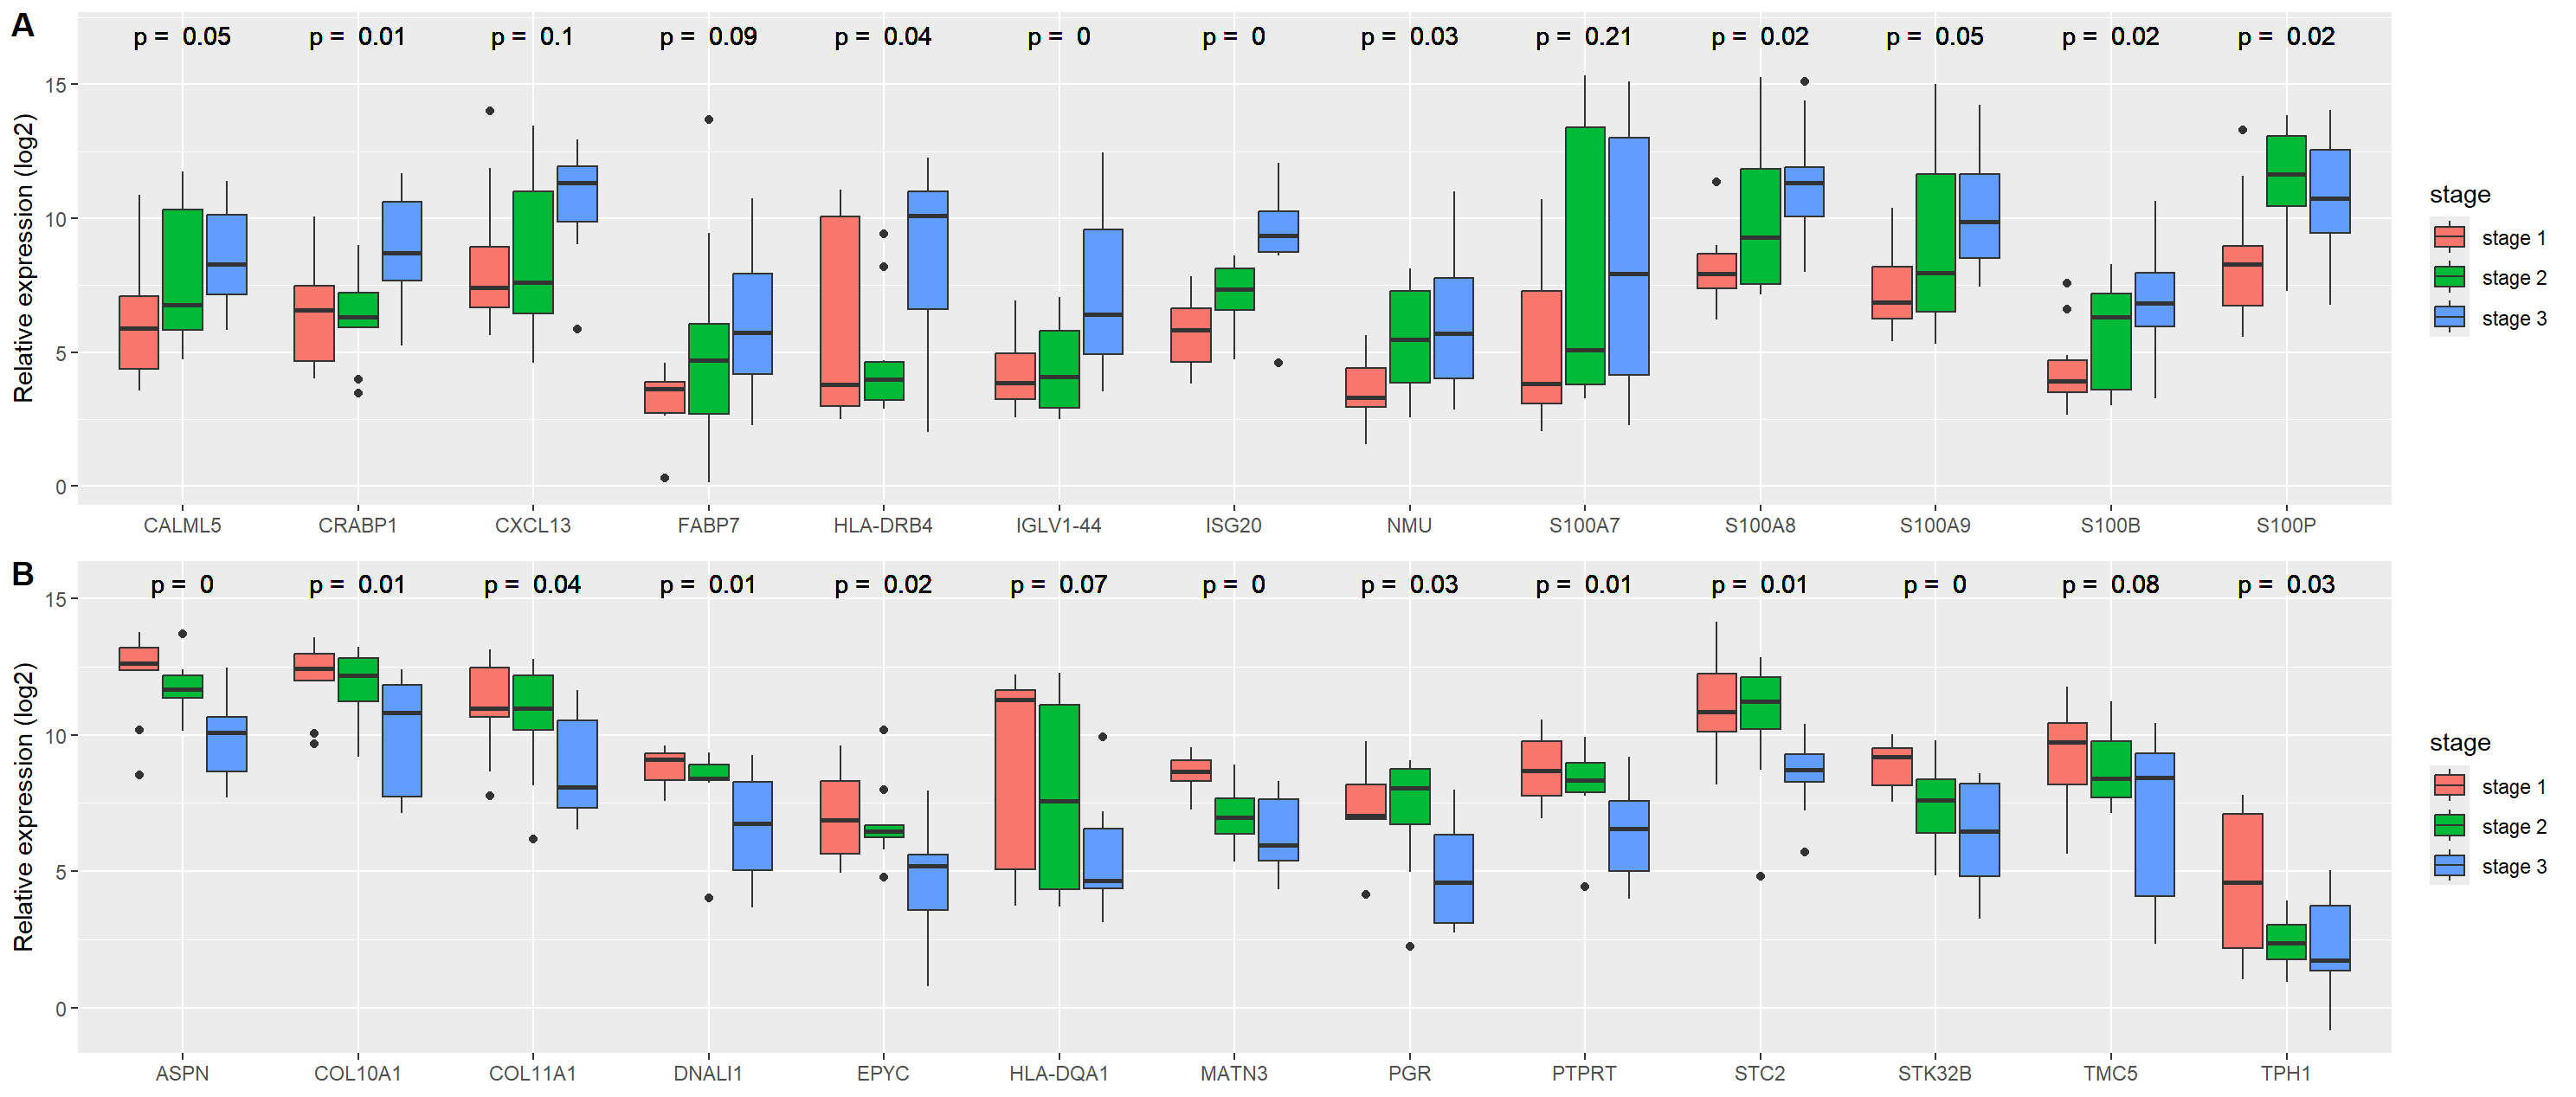 A
p = 0.05 p = 0.01 p = 0.1 p = 0.09 p = 0.04 p = 0 p = 0 p = 0.03 p = 0.21 p = 0.02 p = 0.05 p = 0.02 p = 0.02
Relative expression (log2)
15
10
5
0
CALML5 CRABP1 CXCL13 FABP7 HLA-DRB4 IGLV1-44 ISG20 NMU S100A7 S100A8 S100A9 S100B S100P
stage
stage 1
stage 2
stage 3
B
p = 0 p = 0.01 p = 0.04 p = 0.01 p = 0.02 p = 0.07 p = 0 p = 0.03 p = 0.01 p = 0.01 p = 0 p = 0.08 p = 0.03
Relative expression (log2)
15
10
5
0
ASPN COL10A1 COL11A1 DNALI1 EPYC HLA-DQA1 MATN3 PGR PTPRT STC2 STK32B TMC5 TPH1
stage
stage 1
stage 2
stage 3